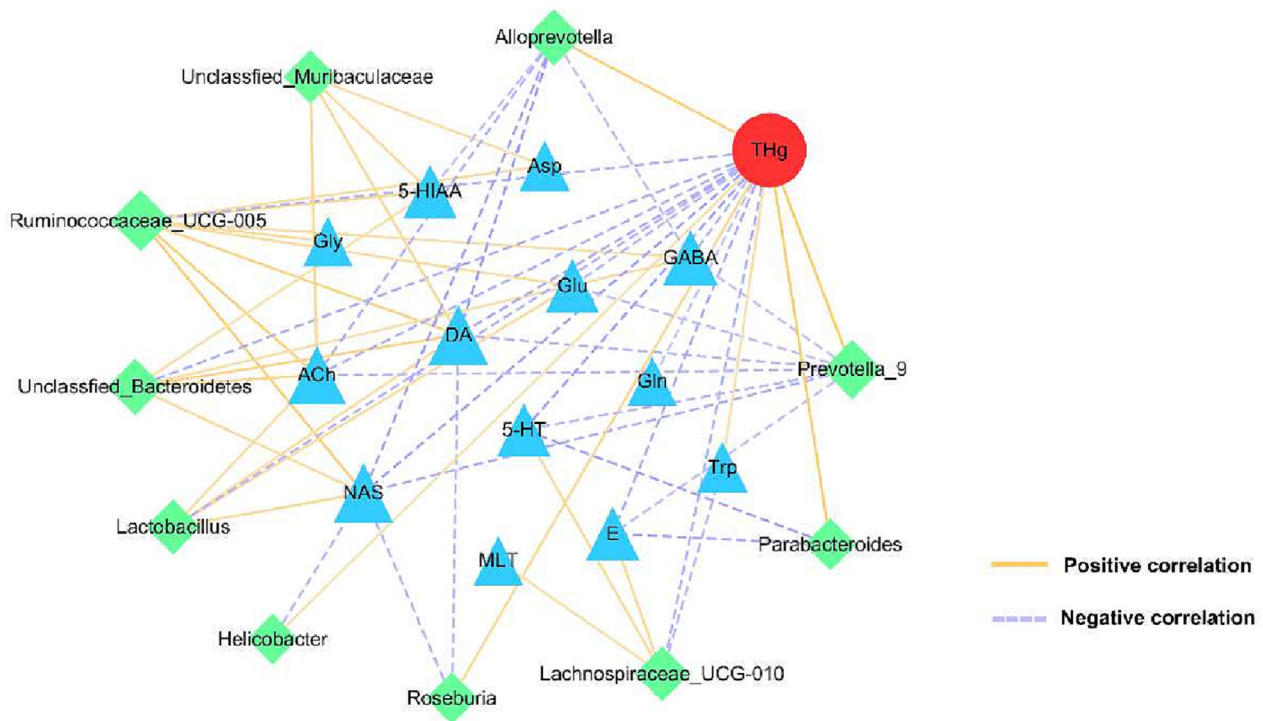 Alloprevotella
Unclassfied_Muribaculaceae
THg
Asp
5-HIAA
Ruminococcaceae_UCG-005
Gly
GABA
Glu
DA
Unclassfied_Bacteroidetes
ACh
Gln
Prevotella_9
5-HT
Trp
NAS
Lactobacillus
E
Parabacteroides
MLT
Positive correlation
Negative correlation
Helicobacter
Lachnospiraceae_UCG-010
Roseburia